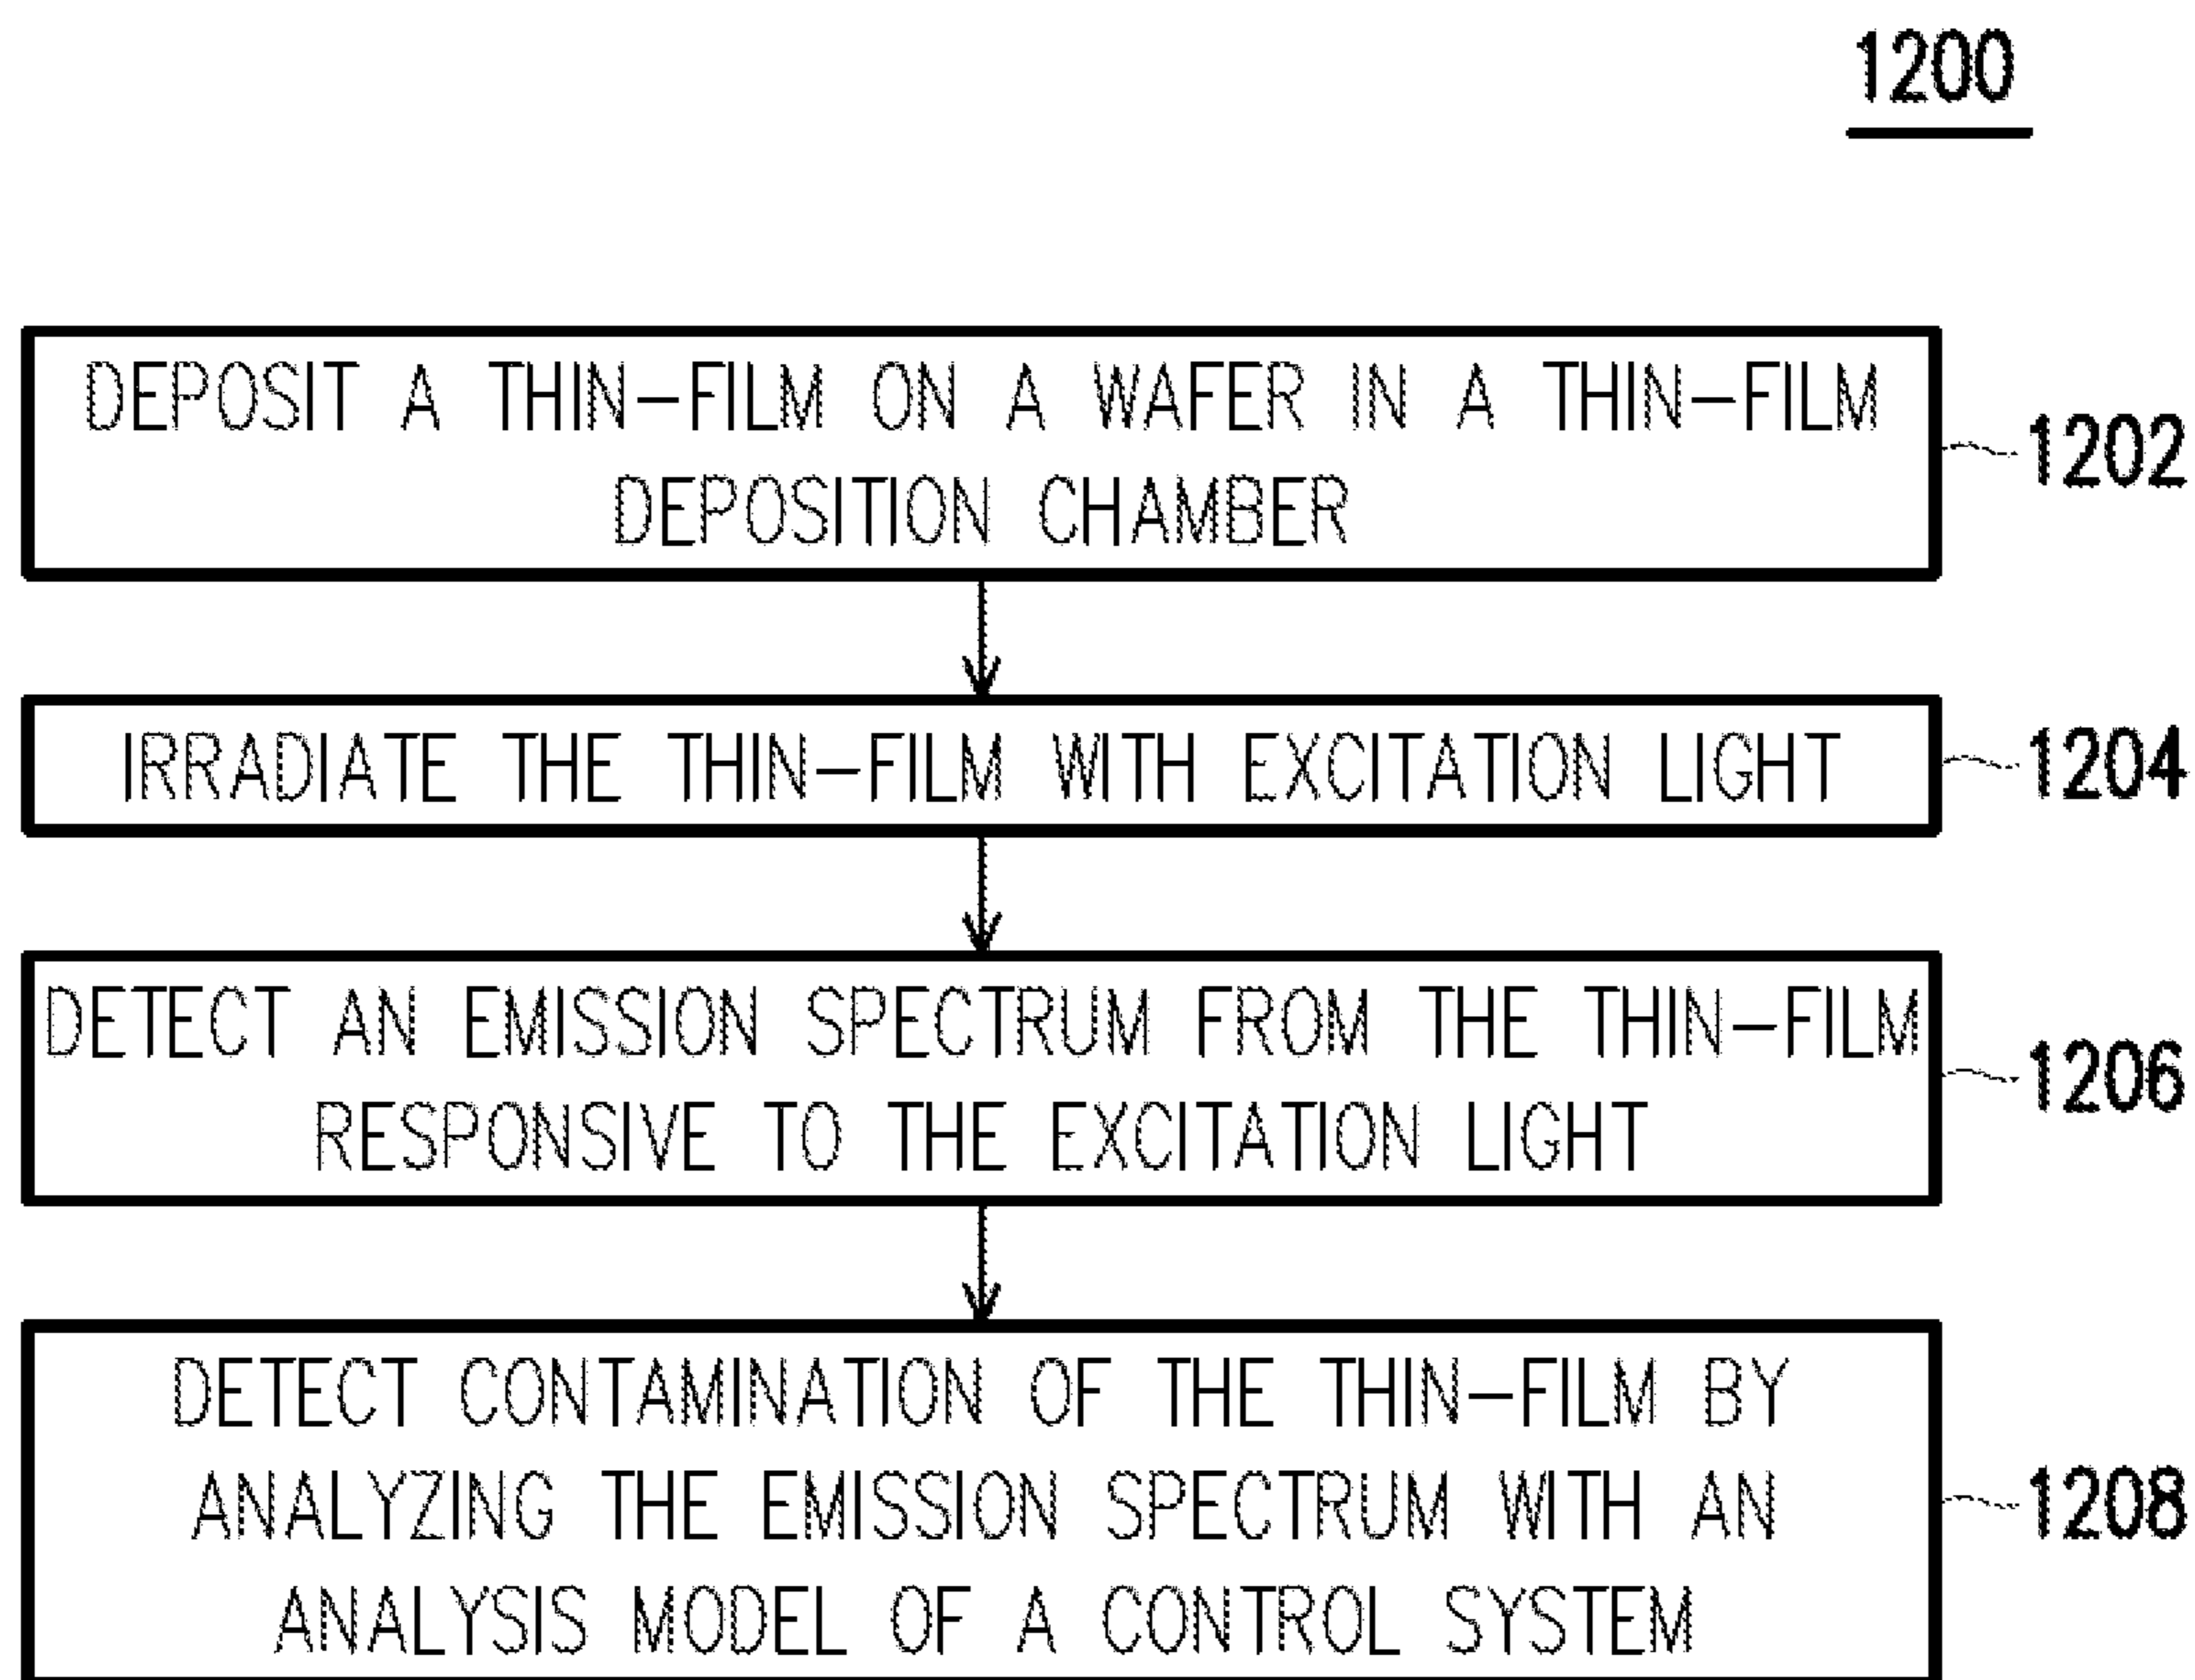 1200
DEPOSIT A THIN-FILM ON A WAFER IN A THIN-FILM
DEPOSITION CHAMBER
1202
IRRADIATE THE THIN-FILM WITH EXCITATION LIGHT
1204
DETECT AN EMISSION SPECTRUM FROM THE THIN-FILM
RESPONSIVE TO THE EXCITATION LIGHT
1206
DETECT CONTAMINATION OF THE THIN-FILM BY
ANALYZING THE EMISSION SPECTRUM WITH AN
ANALYSIS MODEL OF A CONTROL SYSTEM
1208